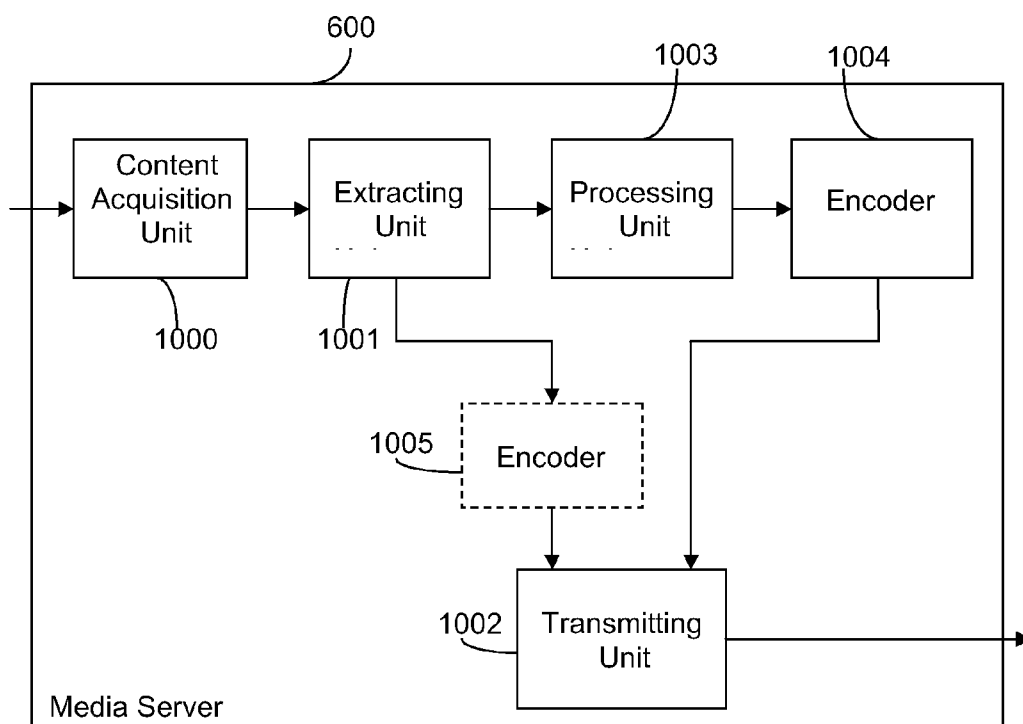 600
1003
1004
Content
Acquisition
Unit
Extracting
Unit
Processing
Unit
Encoder
1000
1001
1005
Encoder
1002
Transmitting
Unit
Media Server